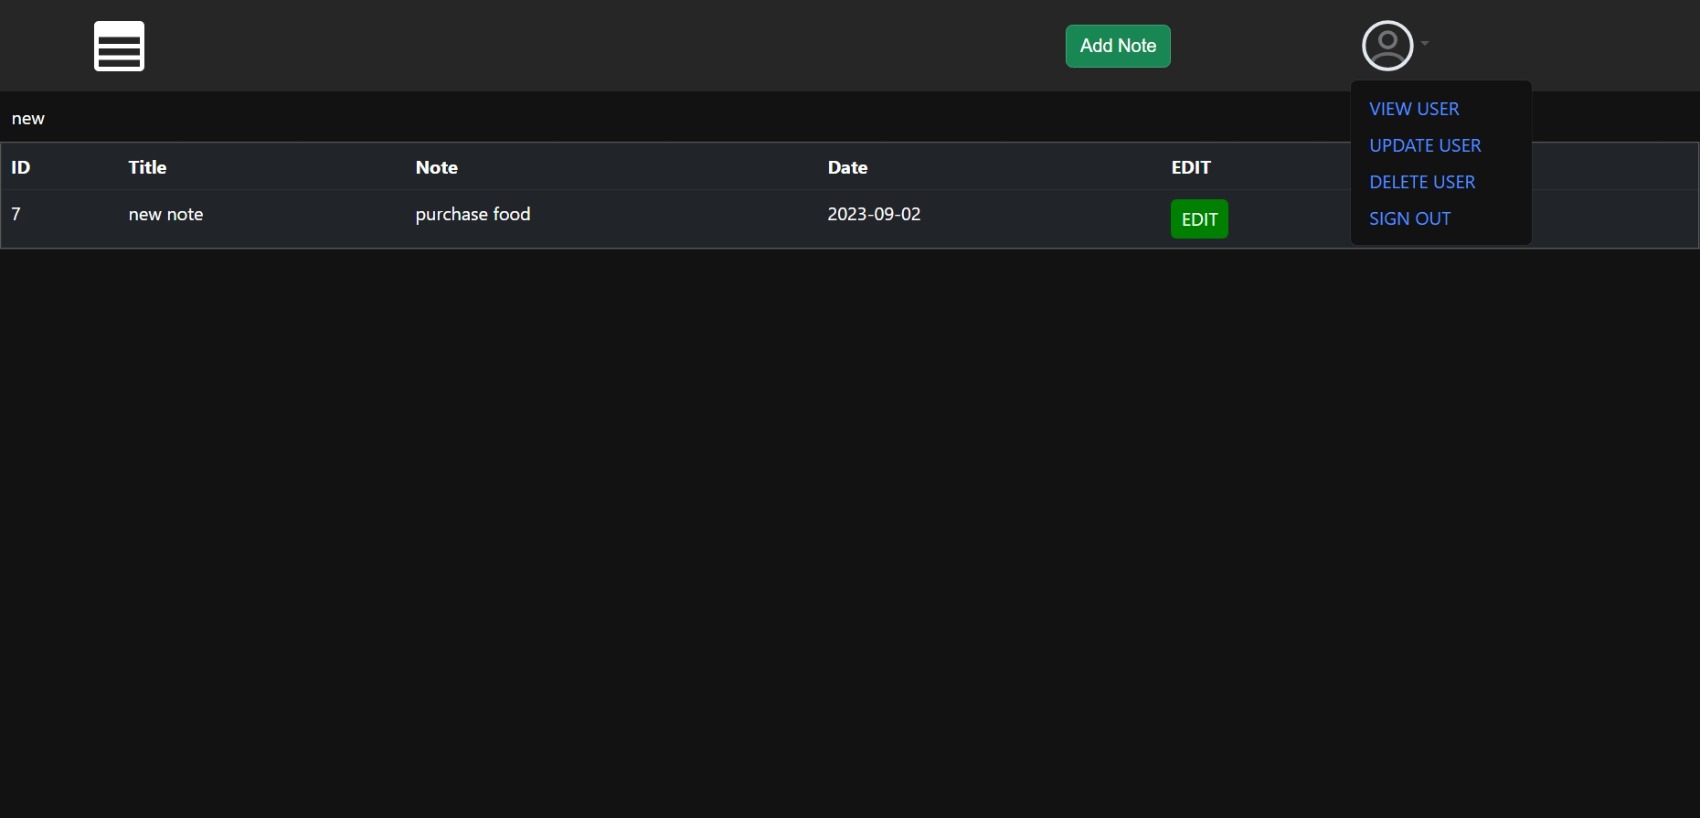 Add Note
VIEW USER
UPDATE USER
DELETE USER
SIGN OUT
new
ID Title Note Date EDIT
7 new note purchase food 2023-09-02 EDIT